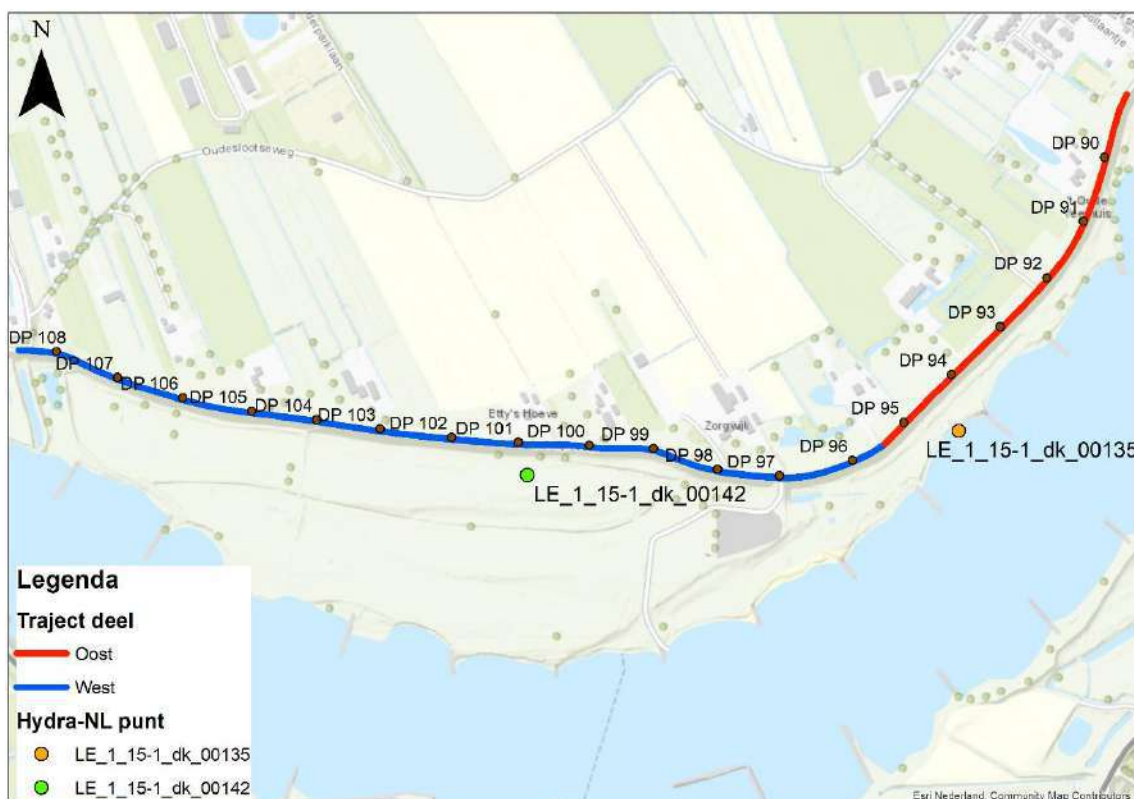 N
Oudeslootseweg
DP 90
DP 91
DP 92
DP 93
DP 94
DP 95
DP 96
DP 97
DP 98
DP 99
DP 100
DP 101
DP 102
DP 103
DP 104
DP 105
DP 106
DP 107
DP 108
Etty's Hoeve
Zorgwijk
LE_1_15-1_dk_00135
LE_1_15-1_dk_00142
Legenda
Traject deel
Oost
West
Hydra-NL punt
LE_1_15-1_dk_00135
LE_1_15-1_dk_00142
Esri Nederland, Community Map Contributors